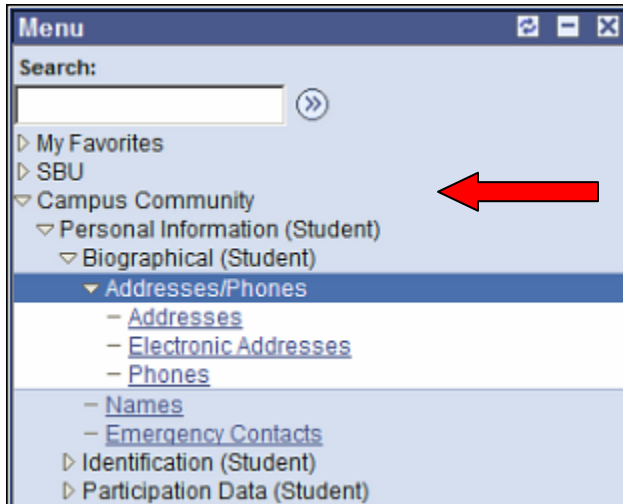 Menu
Search:
My Favorites
SBU
Campus Community
Personal Information (Student)
Biographical (Student)
Addresses/Phones
Addresses
Electronic Addresses
Phones
Names
Emergency Contacts
Identification (Student)
Participation Data (Student)